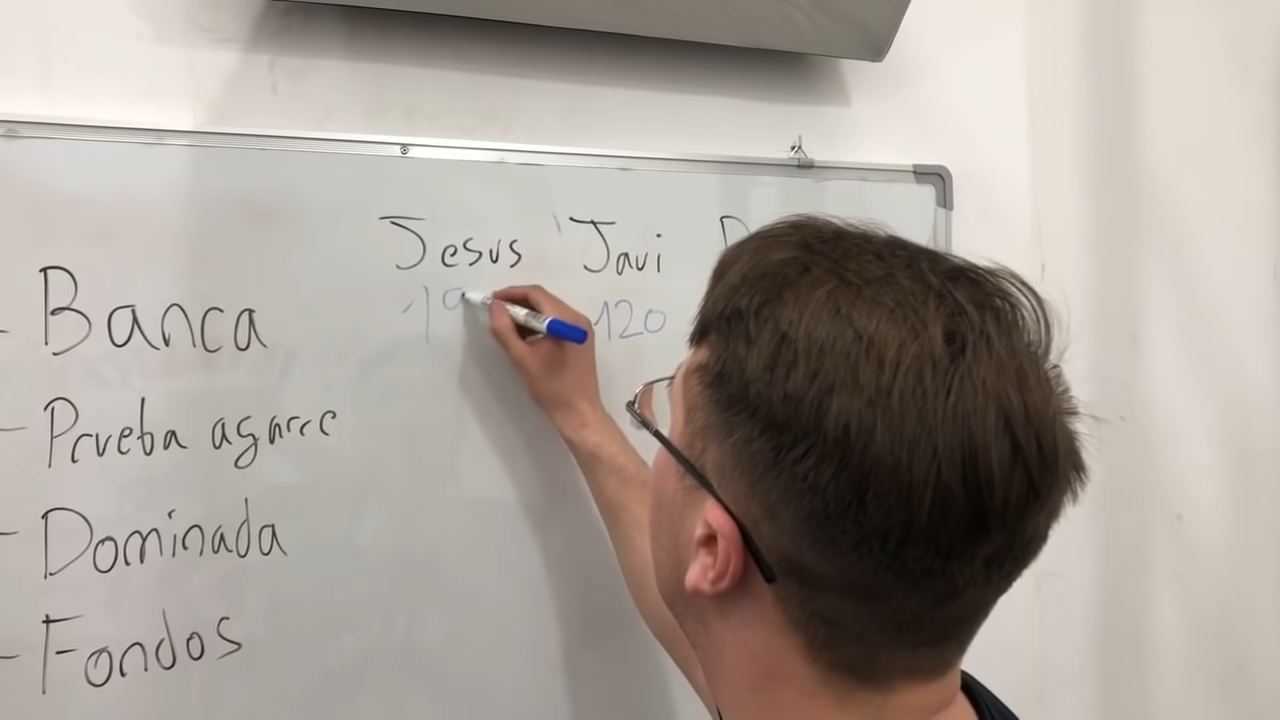 Jesus Javi
- Banca 120
- Prueba agarre
- Dominada
- Fondos